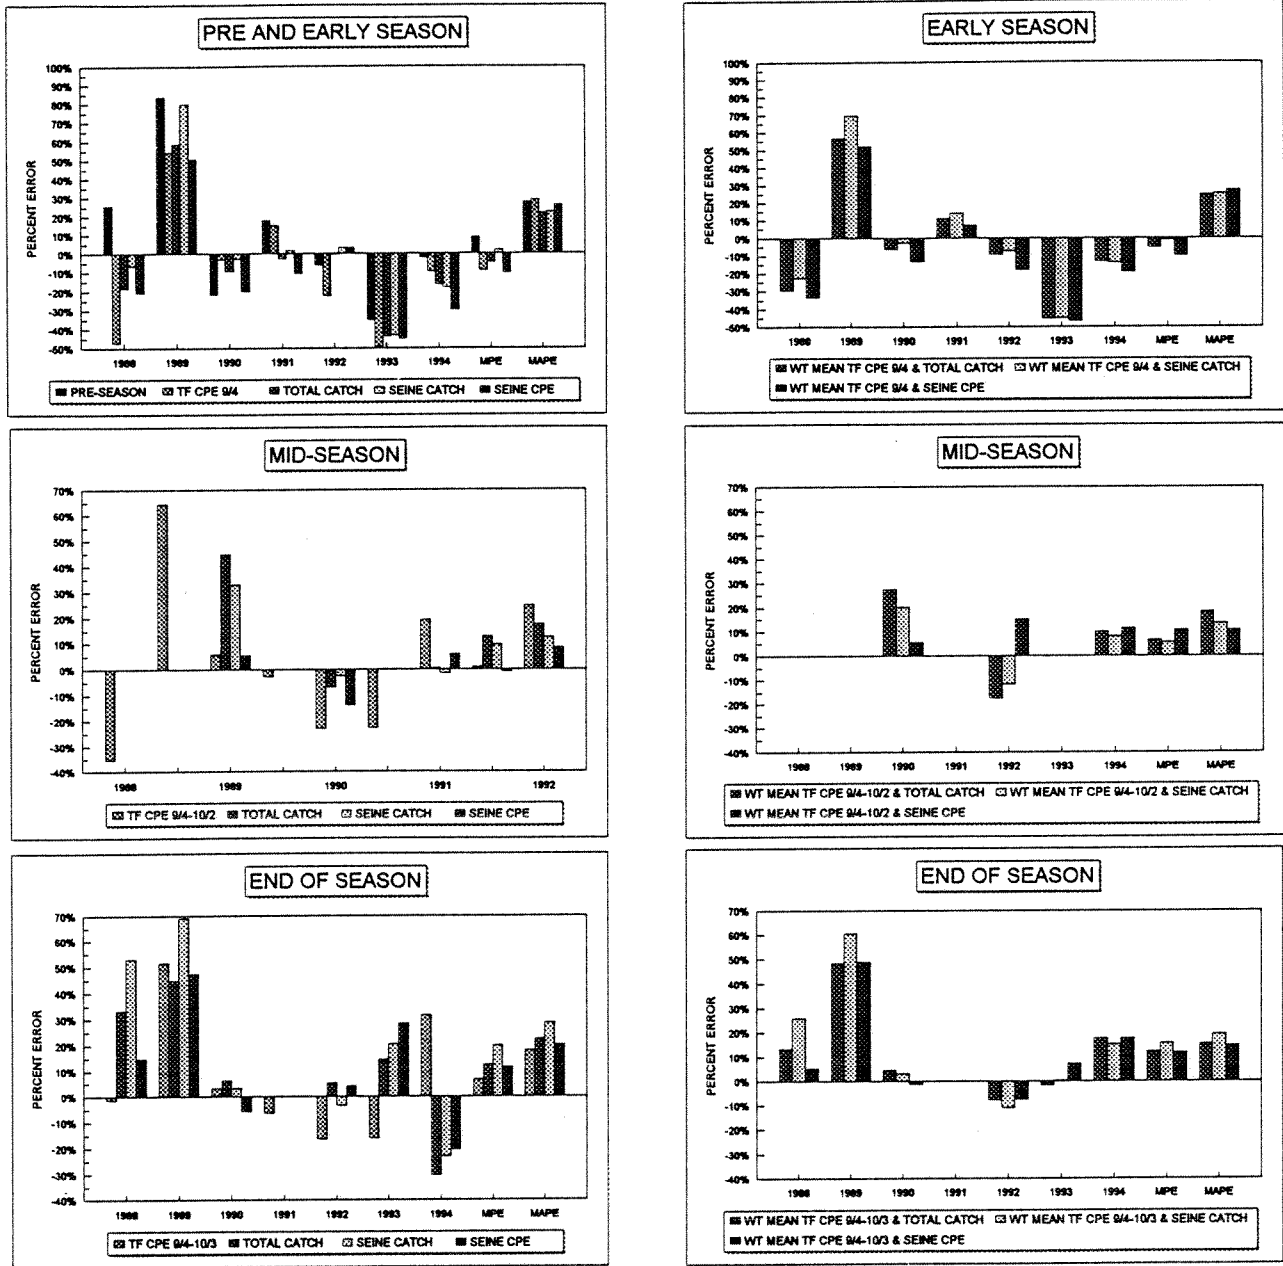 PRE AND EARLY SEASON
PERCENT ERROR
100%
90%
80%
70%
60%
50%
40%
30%
20%
10%
0%
-10%
-20%
-30%
-40%
-50%
1988 1989 1990 1991 1992 1993 1994 MPE MAPE
PRE-SEASON TF CPE 9/4 TOTAL CATCH SEINE CATCH SEINE CPE
EARLY SEASON
PERCENT ERROR
100%
90%
80%
70%
60%
50%
40%
30%
20%
10%
0%
-10%
-20%
-30%
-40%
-50%
1988 1989 1990 1991 1992 1993 1994 MPE MAPE
WT MEAN TF CPE 9/4 & TOTAL CATCH WT MEAN TF CPE 9/4 & SEINE CATCH
WT MEAN TF CPE 9/4 & SEINE CPE
MID-SEASON
PERCENT ERROR
70%
60%
50%
40%
30%
20%
10%
0%
-10%
-20%
-30%
-40%
1988 1989 1990 1991 1992
TF CPE 9/4-10/2 TOTAL CATCH SEINE CATCH SEINE CPE
MID-SEASON
PERCENT ERROR
70%
60%
50%
40%
30%
20%
10%
0%
-10%
-20%
-30%
-40%
1988 1989 1990 1991 1992 1993 1994 MPE MAPE
WT MEAN TF CPE 9/4-10/2 & TOTAL CATCH WT MEAN TF CPE 9/4-10/2 & SEINE CATCH
WT MEAN TF CPE 9/4-10/2 & SEINE CPE
END OF SEASON
PERCENT ERROR
70%
60%
50%
40%
30%
20%
10%
0%
-10%
-20%
-30%
-40%
1988 1989 1990 1991 1992 1993 1994 MPE MAPE
TF CPE 9/4-10/3 TOTAL CATCH SEINE CATCH SEINE CPE
END OF SEASON
PERCENT ERROR
70%
60%
50%
40%
30%
20%
10%
0%
-10%
-20%
-30%
-40%
1988 1989 1990 1991 1992 1993 1994 MPE MAPE
WT MEAN TF CPE 9/4-10/3 & TOTAL CATCH WT MEAN TF CPE 9/4-10/3 & SEINE CATCH
WT MEAN TF CPE 9/4-10/3 & SEINE CPE